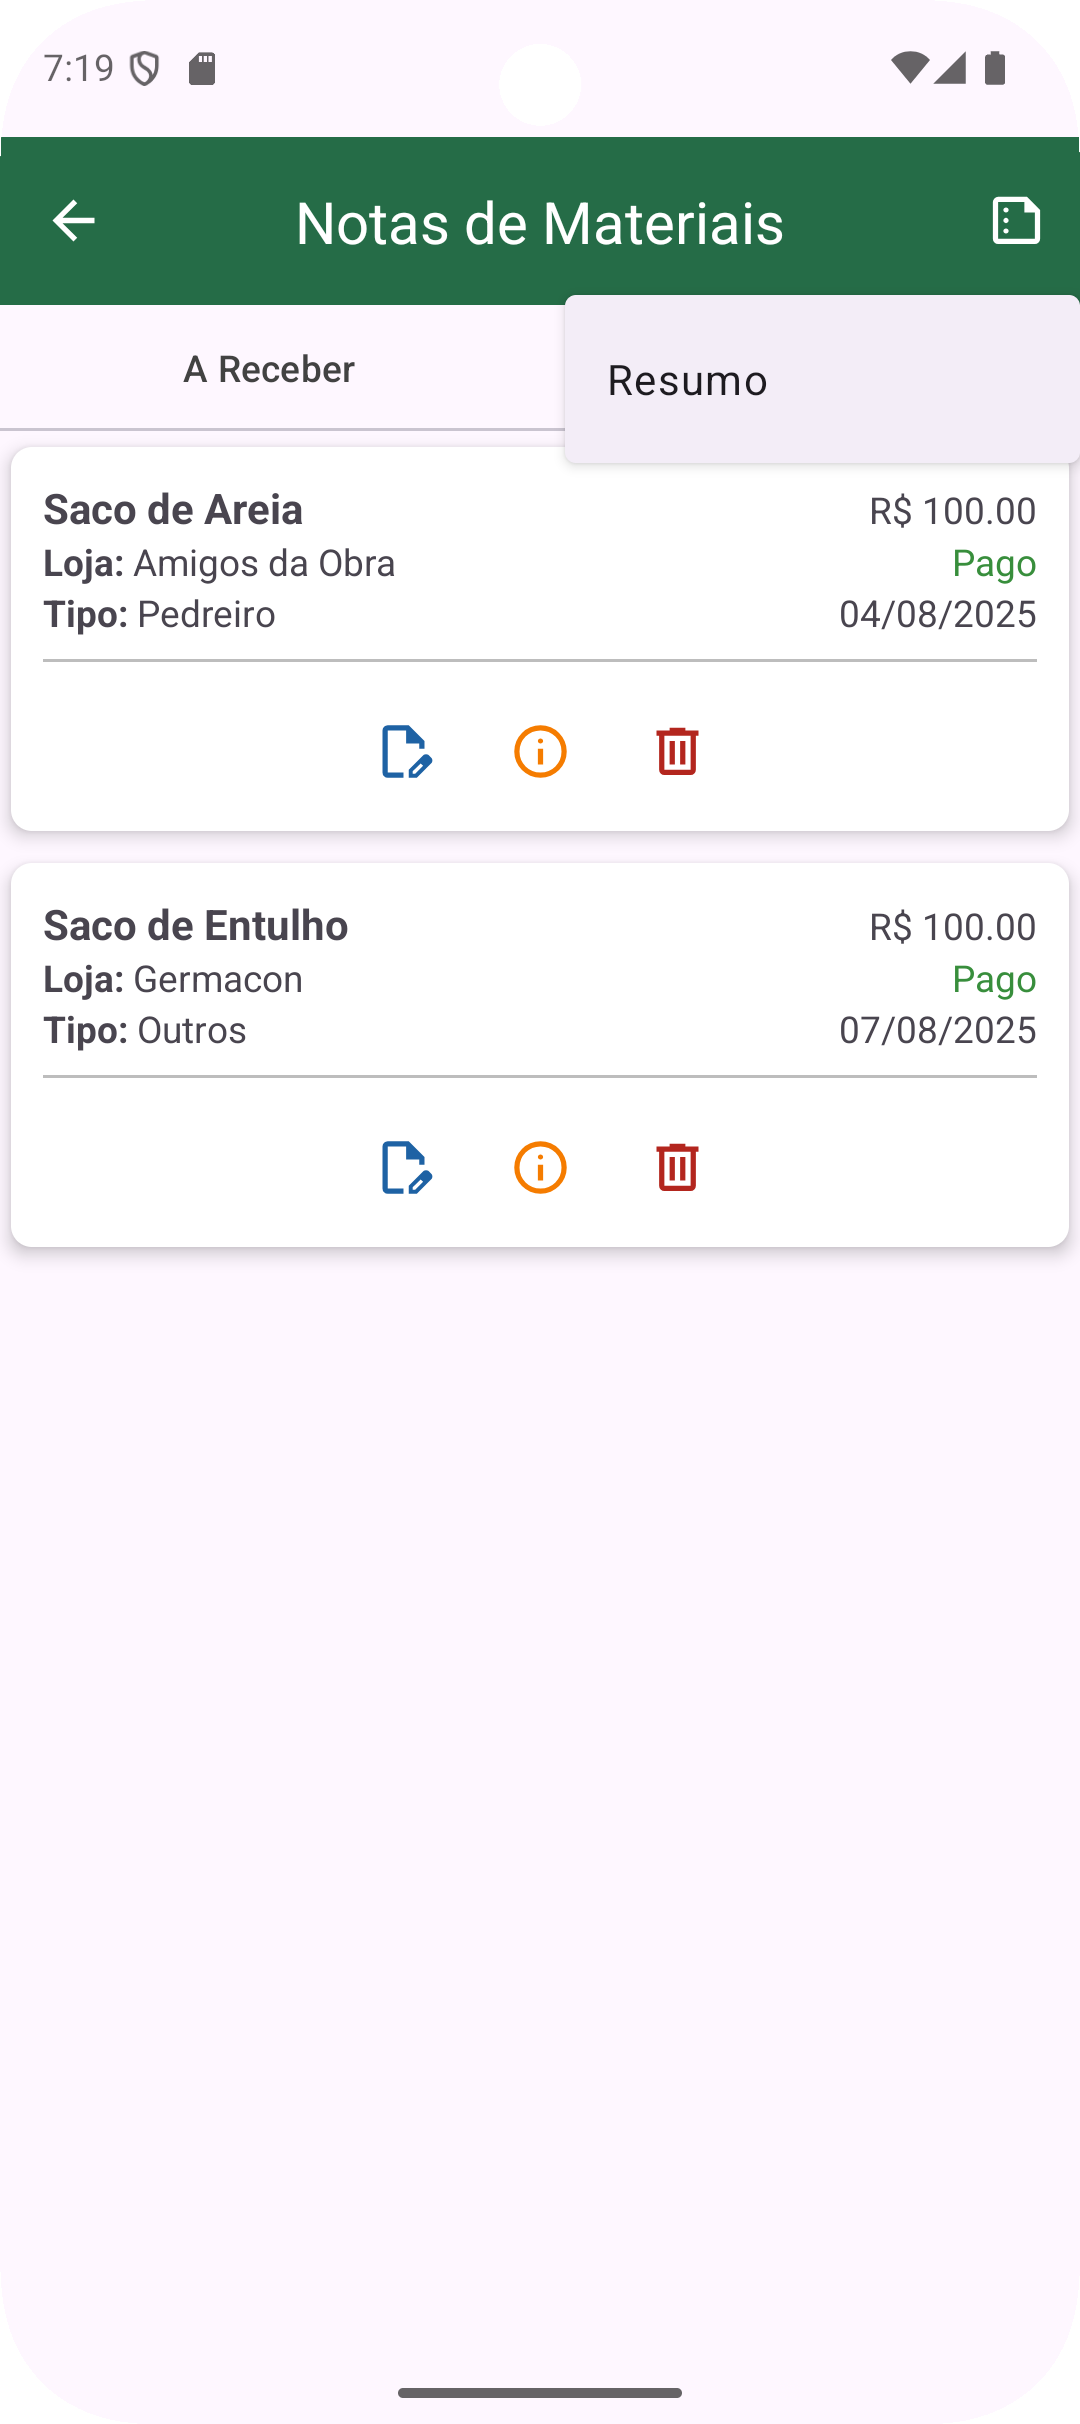 7:19
Notas de Materiais
A Receber
Resumo
Saco de Areia
R$ 100.00
Loja: Amigos da Obra
Pago
Tipo: Pedreiro
04/08/2025
Saco de Entulho
R$ 100.00
Loja: Germacon
Pago
Tipo: Outros
07/08/2025